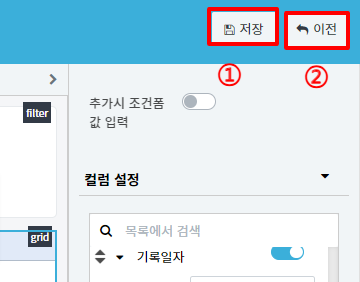 저장
이전
①
②
filter
추가시 조건폼
값 입력
컬럼 설정
grid
목록에서 검색
기록일자